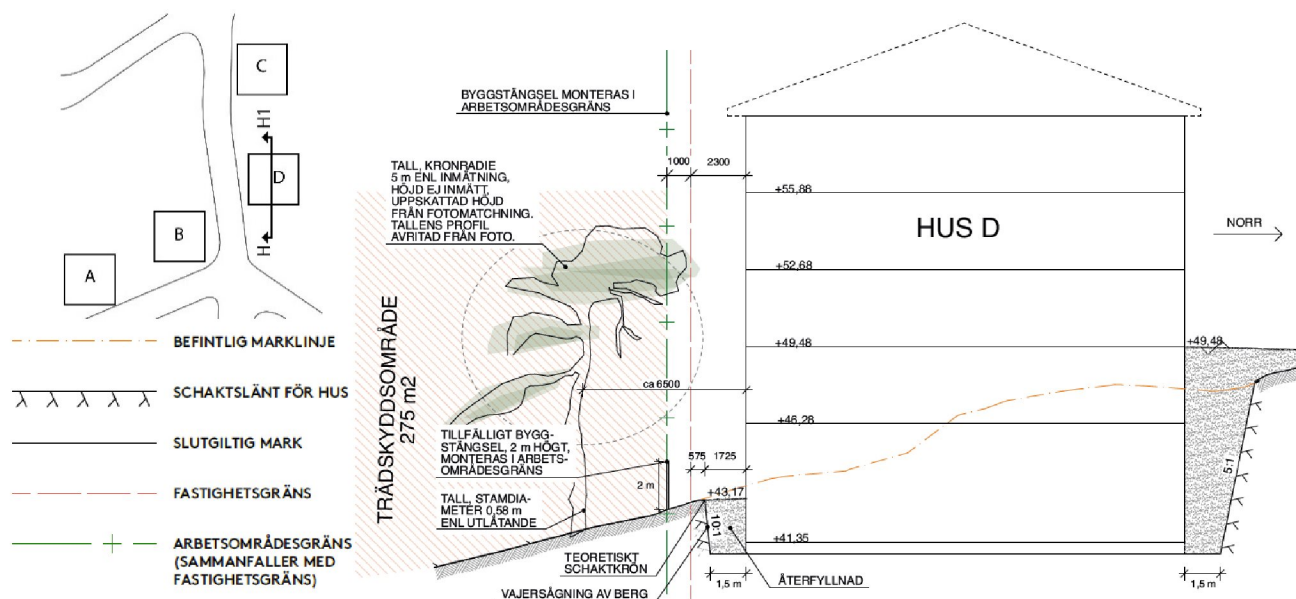 C
H1
D
H
B
A
BEFINTLIG MARKLINJE
SCHAKTSLÄNT FÖR HUS
SLUTGILTIG MARK
FASTIGHETSGRÄNS
ARBETSOMRÅDESGRÄNS
(SAMMANFALLER MED
FASTIGHETSGRÄNS)
BYGGSTÄNGSEL MONTERAS I
ARBETSOMRÅDESGRÄNS
1000
2300
TALL, KRONRADIE
5 m ENL INMÄTNING,
HÖJD EJ INMÄTT,
UPPSKATTAD HÖJD
FRÅN FOTOMATCHNING.
TALLENS PROFIL
AVRITAD FRÅN FOTO.
TRÄDSKYDDSOMRÅDE
275 m2
ca 6500
TILLFÄLLIGT BYGG-
STÄNGSEL, 2 m HÖGT,
MONTERAS I ARBETS-
OMRÅDESGRÄNS
2 m
575
1725
TALL, STAMDIA-
METER 0,58 m
ENL UTLÅTANDE
+43,17
10:1
TEORETISKT
SCHAKTKRÖN
VAJERSÅGNING AV BERG
1,5 m
ÅTERFYLLNAD
+55,88
HUS D
+52,68
+49,48
+46,28
+41,35
NORR
+49,48
5:1
1,5 m